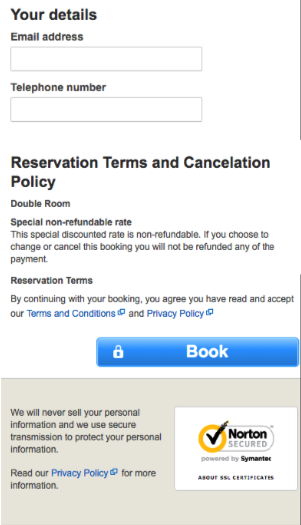 Your details
Email address
Telephone number
Reservation Terms and Cancelation
Policy
Double Room
Special non-refundable rate
This special discounted rate is non-refundable. If you choose to
change or cancel this booking you will not be refunded any of the
payment.
Reservation Terms
By continuing with your booking, you agree you have read and accept
our Terms and Conditions and Privacy Policy
Book
We will never sell your personal
information and we use secure
transmission to protect your personal
information.
Read our Privacy Policy for more
information.
Norton
SECURED
powered by Symantec
ABOUT SSL CERTIFICATES